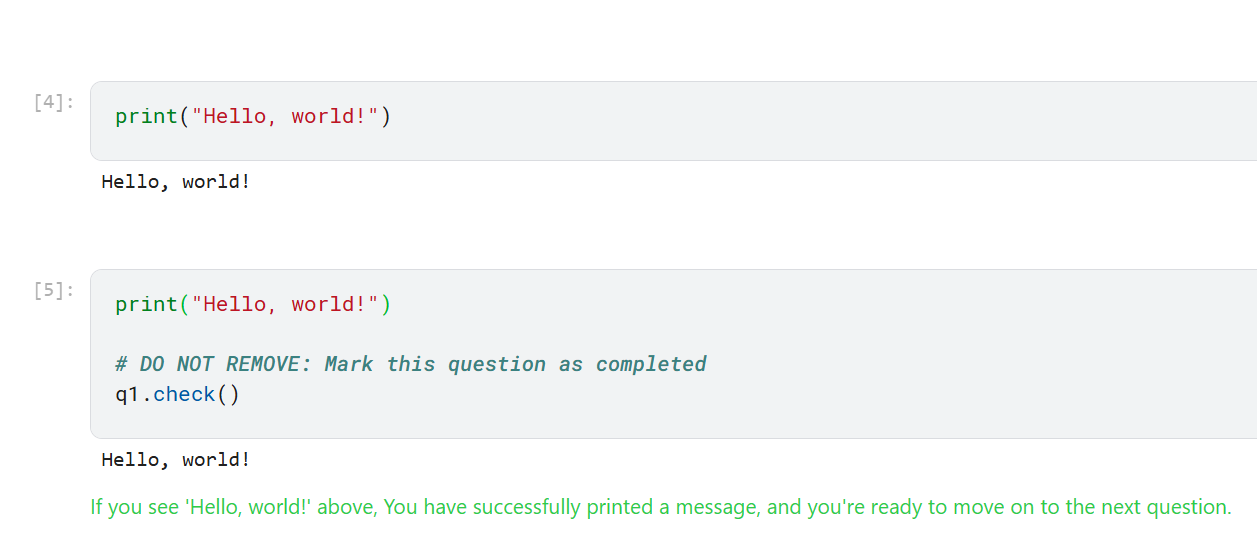 [4]:
print("Hello, world!")
Hello, world!
[5]:
print("Hello, world!")
# DO NOT REMOVE: Mark this question as completed
q1.check()
Hello, world!
If you see 'Hello, world!' above, You have successfully printed a message, and you're ready to move on to the next question.